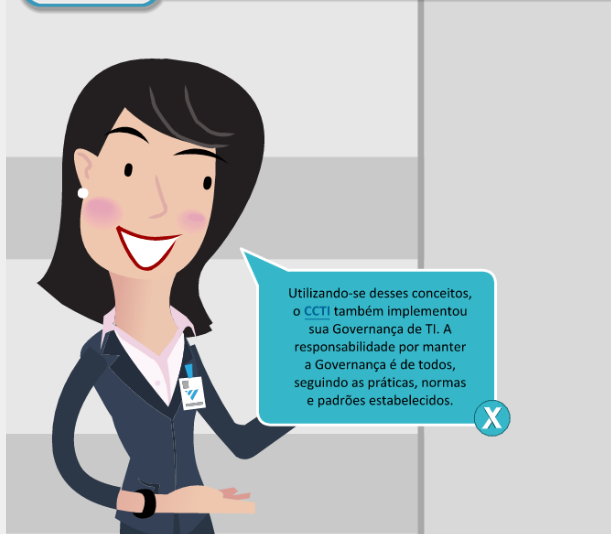 Utilizando-se desses conceitos,
o CCTI também implementou
sua Governança de TI. A
responsabilidade por manter
a Governança é de todos,
seguindo as práticas, normas
e padrões estabelecidos.
X